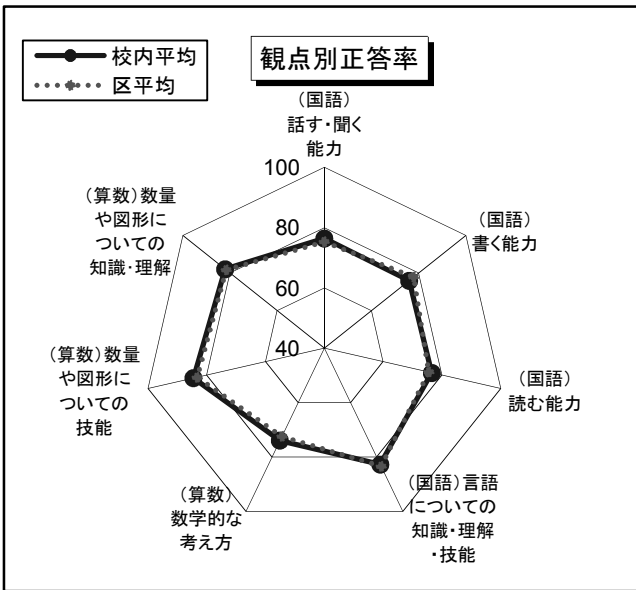 校内平均
区平均
観点別正答率
(国語)
話す・聞く
能力
(国語)
書く能力
(国語)
読む能力
(国語)言語
についての
知識・理解
・技能
(算数)
数学的な
考え方
(算数)数量
や図形に
ついての
技能
(算数)数量
や図形に
ついての
知識・理解
100
80
60
40